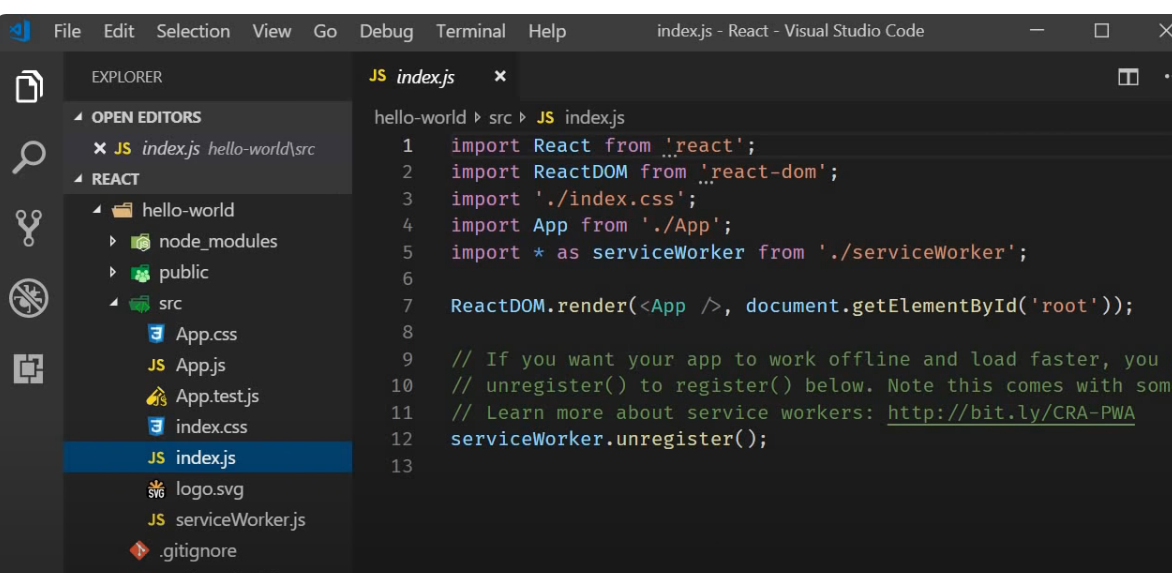 File Edit Selection View Go Debug Terminal Help index.js - React - Visual Studio Code
EXPLORER
OPEN EDITORS
JS index.js hello-world\src
REACT
hello-world
node_modules
public
src
App.css
JS App.js
App.test.js
index.css
JS index.js
SVG logo.svg
JS serviceWorker.js
.gitignore
JS index.js
hello-world src JS index.js
1 import React from 'react';
2 import ReactDOM from 'react-dom';
3 import './index.css';
4 import App from './App';
5 import * as serviceWorker from './serviceWorker';
6
7 ReactDOM.render(<App />, document.getElementById('root'));
8
9 // If you want your app to work offline and load faster, you
10 // unregister() to register() below. Note this comes with som
11 // Learn more about service workers: http://bit.ly/CRA-PWA
12 serviceWorker.unregister();
13